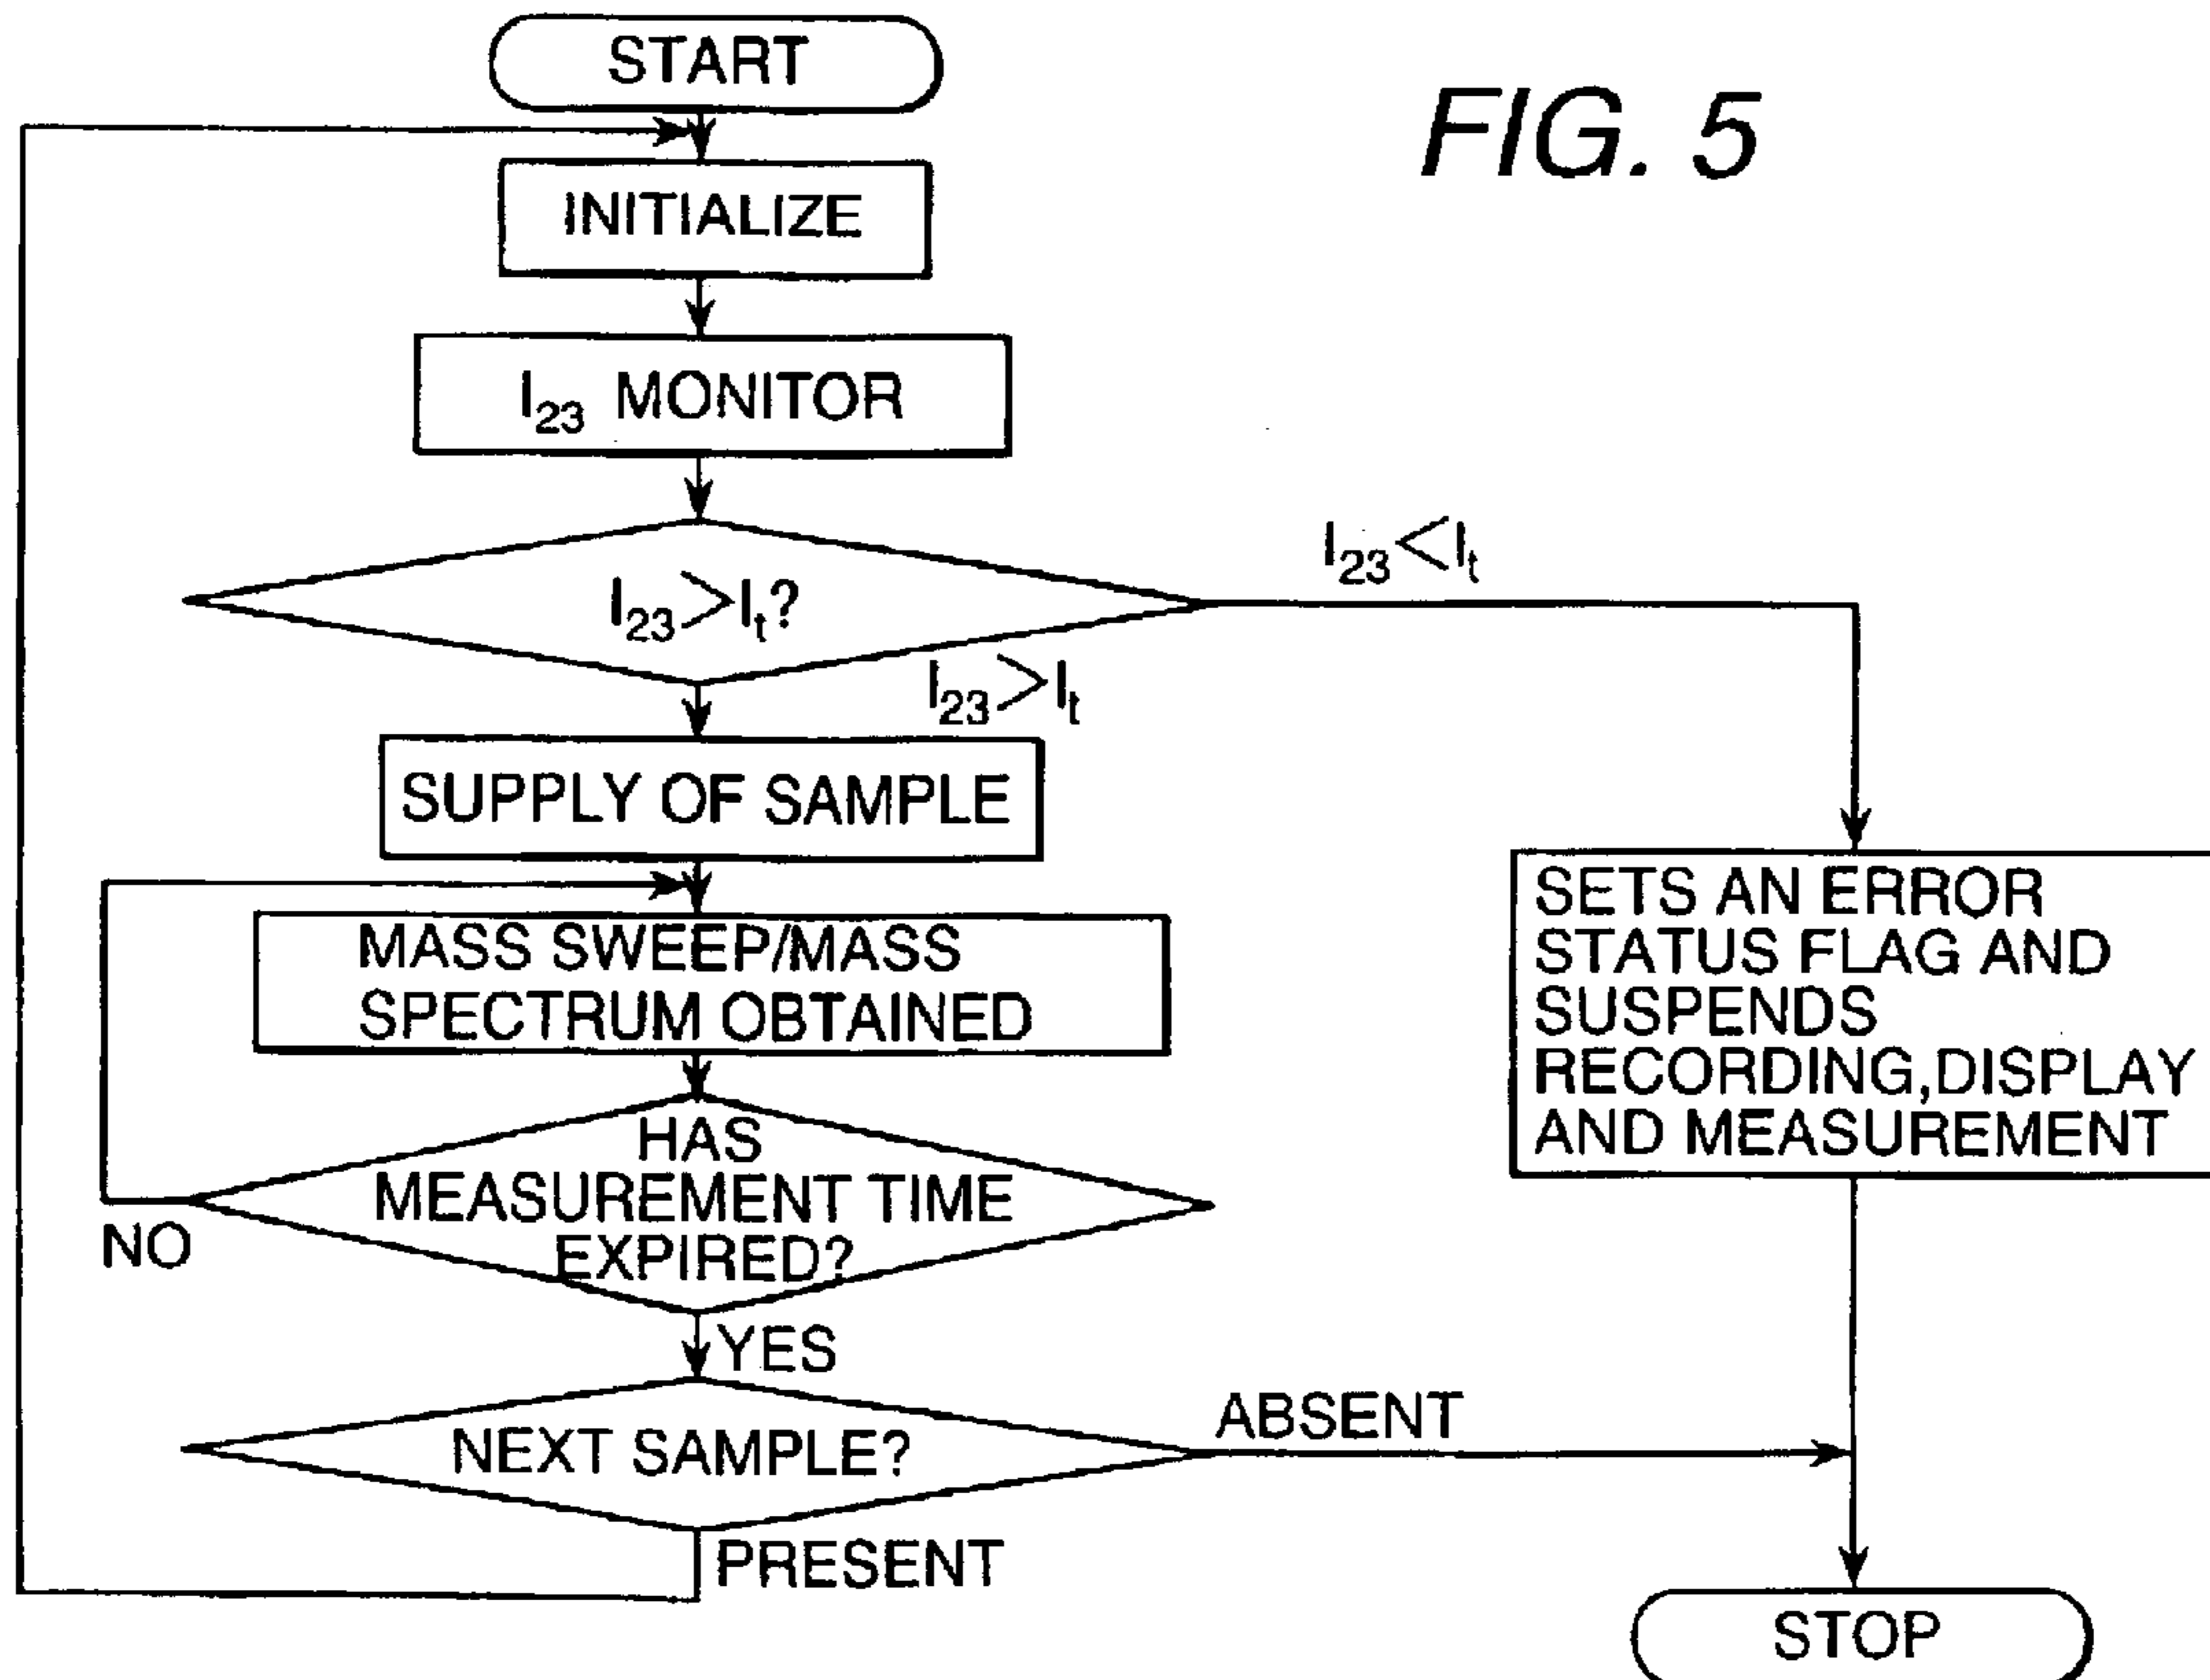 START
FIG. 5
INITIALIZE
I23 MONITOR
I23>It?
I23<It
I23>It
SUPPLY OF SAMPLE
MASS SWEEP/MASS
SPECTRUM OBTAINED
SETS AN ERROR
STATUS FLAG AND
SUSPENDS
RECORDING,DISPLAY
AND MEASUREMENT
HAS
MEASUREMENT TIME
EXPIRED?
NO
YES
NEXT SAMPLE?
ABSENT
PRESENT
STOP